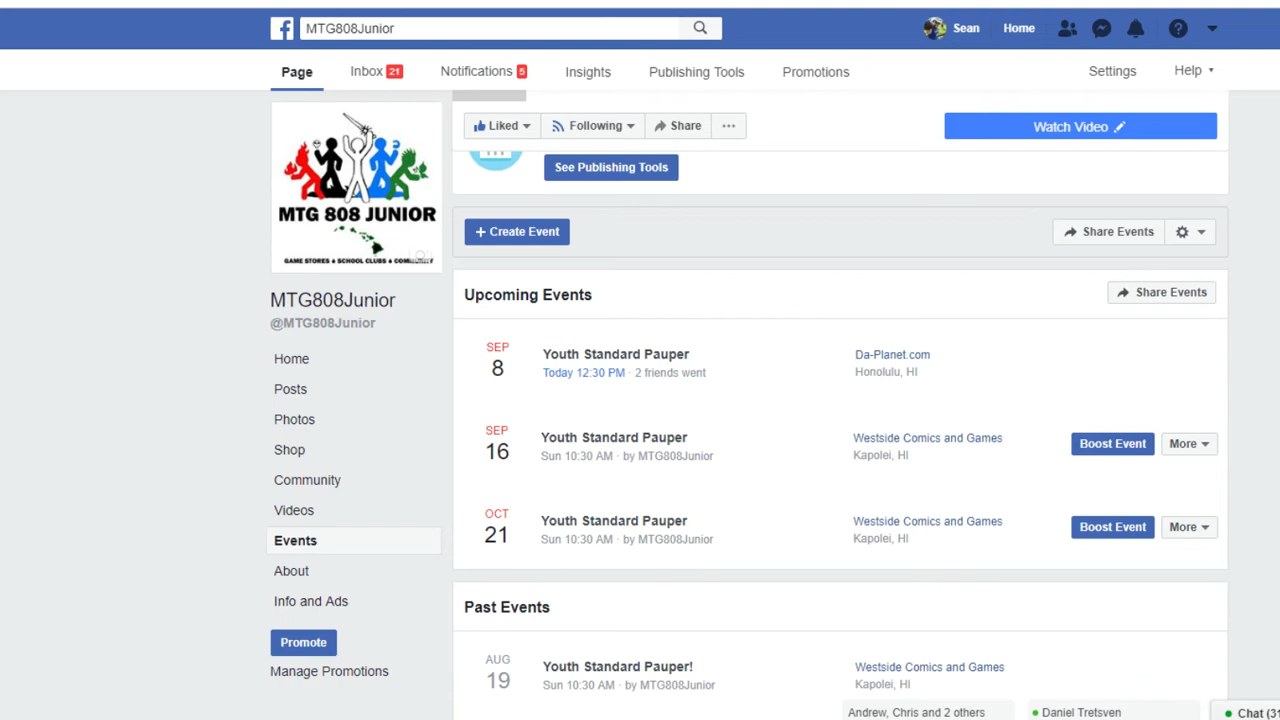 MTG808Junior
Sean
Home
Page
Inbox 21
Notifications 5
Insights
Publishing Tools
Promotions
Settings
Help
Liked
Following
Share
Watch Video
See Publishing Tools
MTG 808 JUNIOR
GAME STORES SCHOOL CLUBS COMMUNITY
+ Create Event
Share Events
MTG808Junior
@MTG808Junior
Home
Posts
Photos
Shop
Community
Videos
Events
About
Info and Ads
Promote
Manage Promotions
Upcoming Events
Share Events
SEP
8
Youth Standard Pauper
Today 12:30 PM · 2 friends went
Da-Planet.com
Honolulu, HI
SEP
16
Youth Standard Pauper
Sun 10:30 AM · by MTG808Junior
Westside Comics and Games
Kapolei, HI
Boost Event
More
OCT
21
Youth Standard Pauper
Sun 10:30 AM · by MTG808Junior
Westside Comics and Games
Kapolei, HI
Boost Event
More
Past Events
AUG
19
Youth Standard Pauper!
Sun 10:30 AM · by MTG808Junior
Westside Comics and Games
Kapolei, HI
Andrew, Chris and 2 others
Daniel Tretsven
Chat